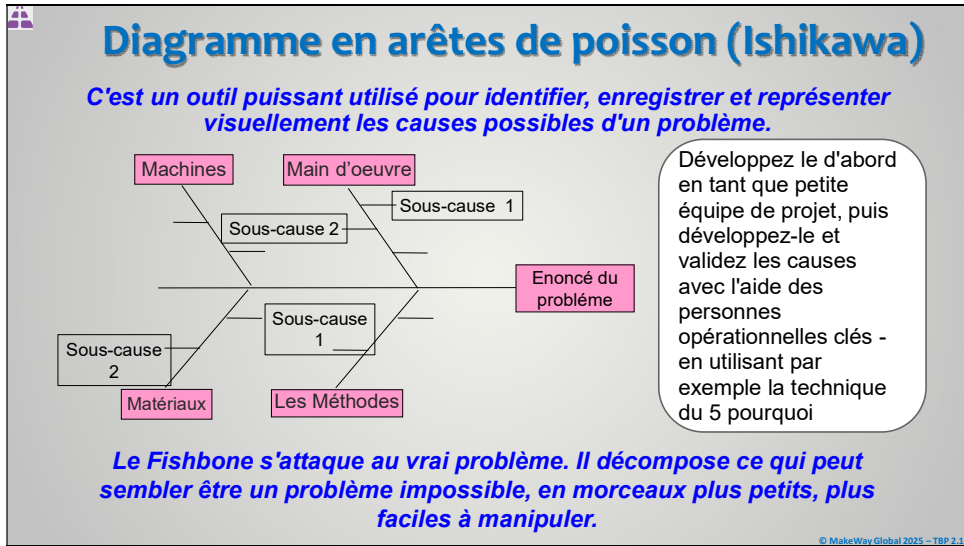 Diagramme en arêtes de poisson (Ishikawa)
C'est un outil puissant utilisé pour identifier, enregistrer et représenter
visuellement les causes possibles d'un problème.
Machines
Main d'oeuvre
Sous-cause 1
Sous-cause 2
Enoncé du
probléme
Sous-cause
1
Sous-cause
2
Matériaux
Les Méthodes
Développez le d'abord
en tant que petite
équipe de projet, puis
développez-le et
validez les causes
avec l'aide des
personnes
opérationnelles clés -
en utilisant par
exemple la technique
du 5 pourquoi
Le Fishbone s'attaque au vrai problème. Il décompose ce qui peut
sembler être un problème impossible, en morceaux plus petits, plus
faciles à manipuler.
© MakeWay Global 2025 – TBP 2.1